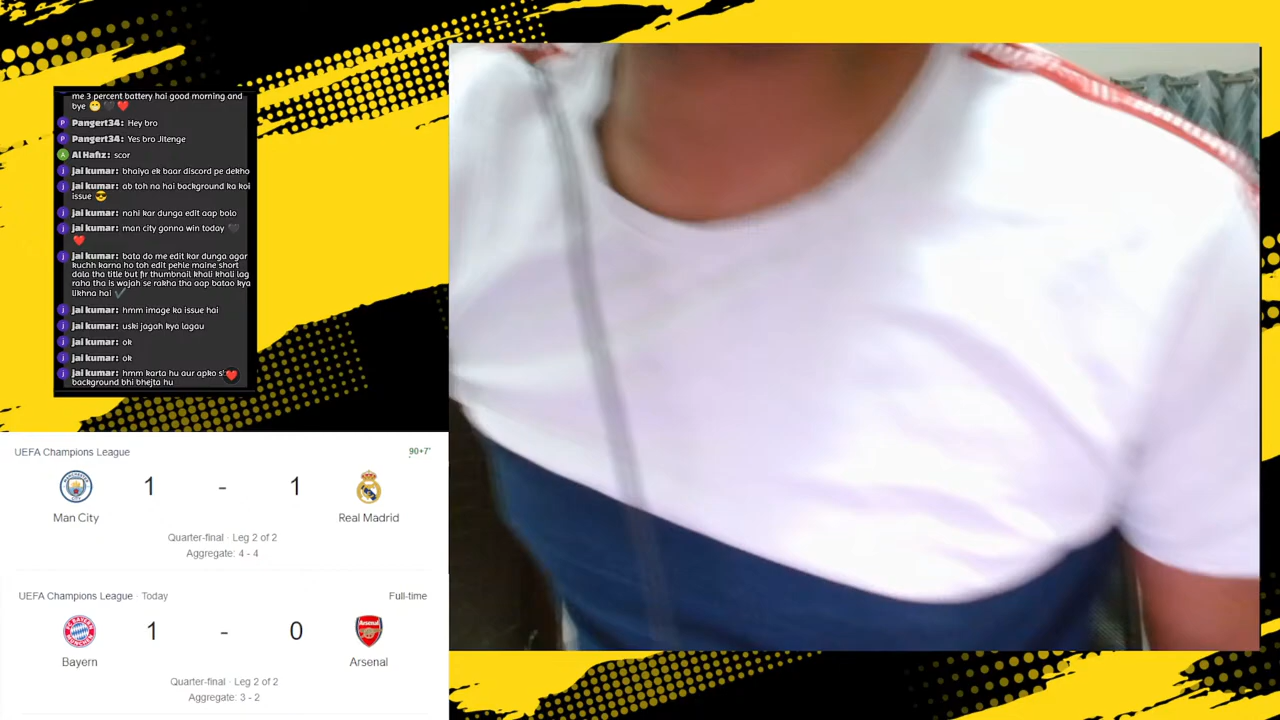 me 3 percent battery hai good morning and
bye 😁 🖤 ❤️
P Pangert34: Hey bro
P Pangert34: Yes bro Jitenge
A Al Hafiz: scor
j jai kumar: bhaiya ek baar discord pe dekho
j jai kumar: ab toh na hai background ka koi
issue 😎
j jai kumar: nahi kar dunga edit aap bolo
j jai kumar: man city gonna win today 🖤
❤️
j jai kumar: bata do me edit kar dunga agar
kuchh karna ho toh edit pehle maine short
dala tha title but fir thumbnail khali khali lag
raha tha is wajah se rakha tha aap batao kya
likhna hai ✔️
j jai kumar: hmm image ka issue hai
j jai kumar: uski jagah kya lagau
j jai kumar: ok
j jai kumar: ok
j jai kumar: hmm karta hu aur apko
background bhi bhejta hu
UEFA Champions League 90+7'
1 - 1
Man City Real Madrid
Quarter-final · Leg 2 of 2
Aggregate: 4 - 4
UEFA Champions League · Today Full-time
1 - 0
Arsenal
Bayern Arsenal
Quarter-final · Leg 2 of 2
Aggregate: 3 - 2